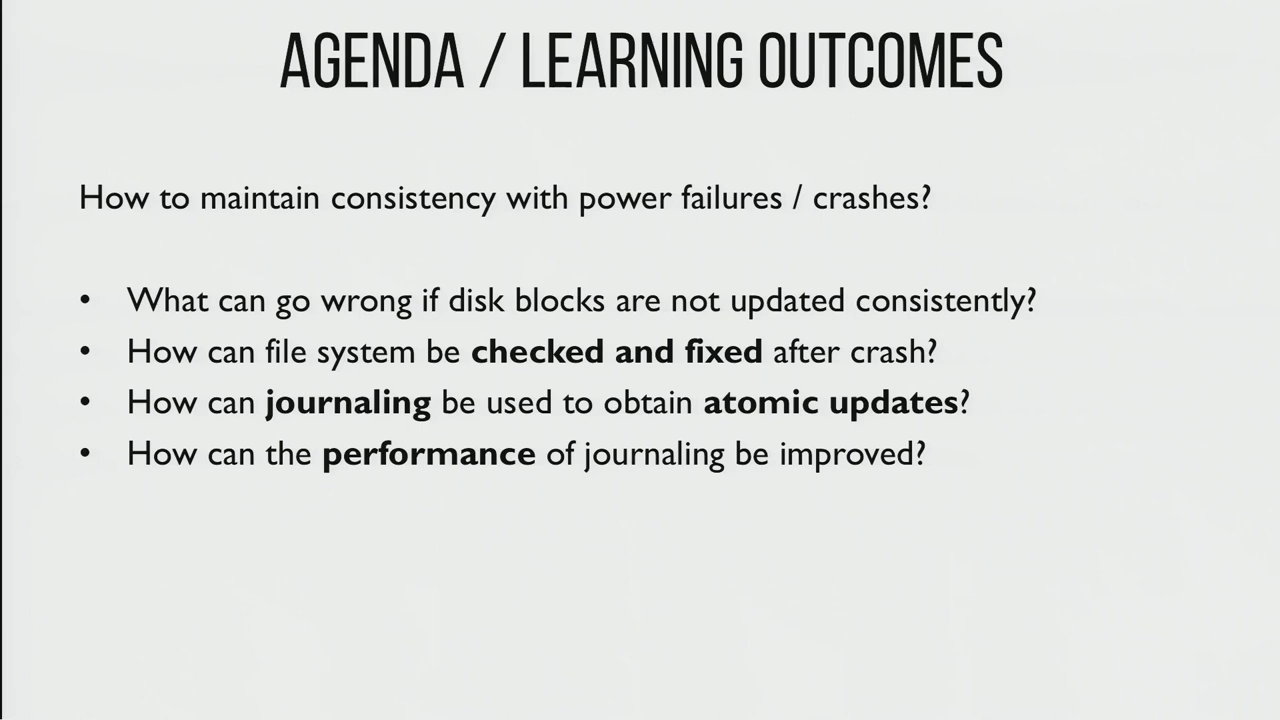 AGENDA / LEARNING OUTCOMES
How to maintain consistency with power failures / crashes?
• What can go wrong if disk blocks are not updated consistently?
• How can file system be checked and fixed after crash?
• How can journaling be used to obtain atomic updates?
• How can the performance of journaling be improved?